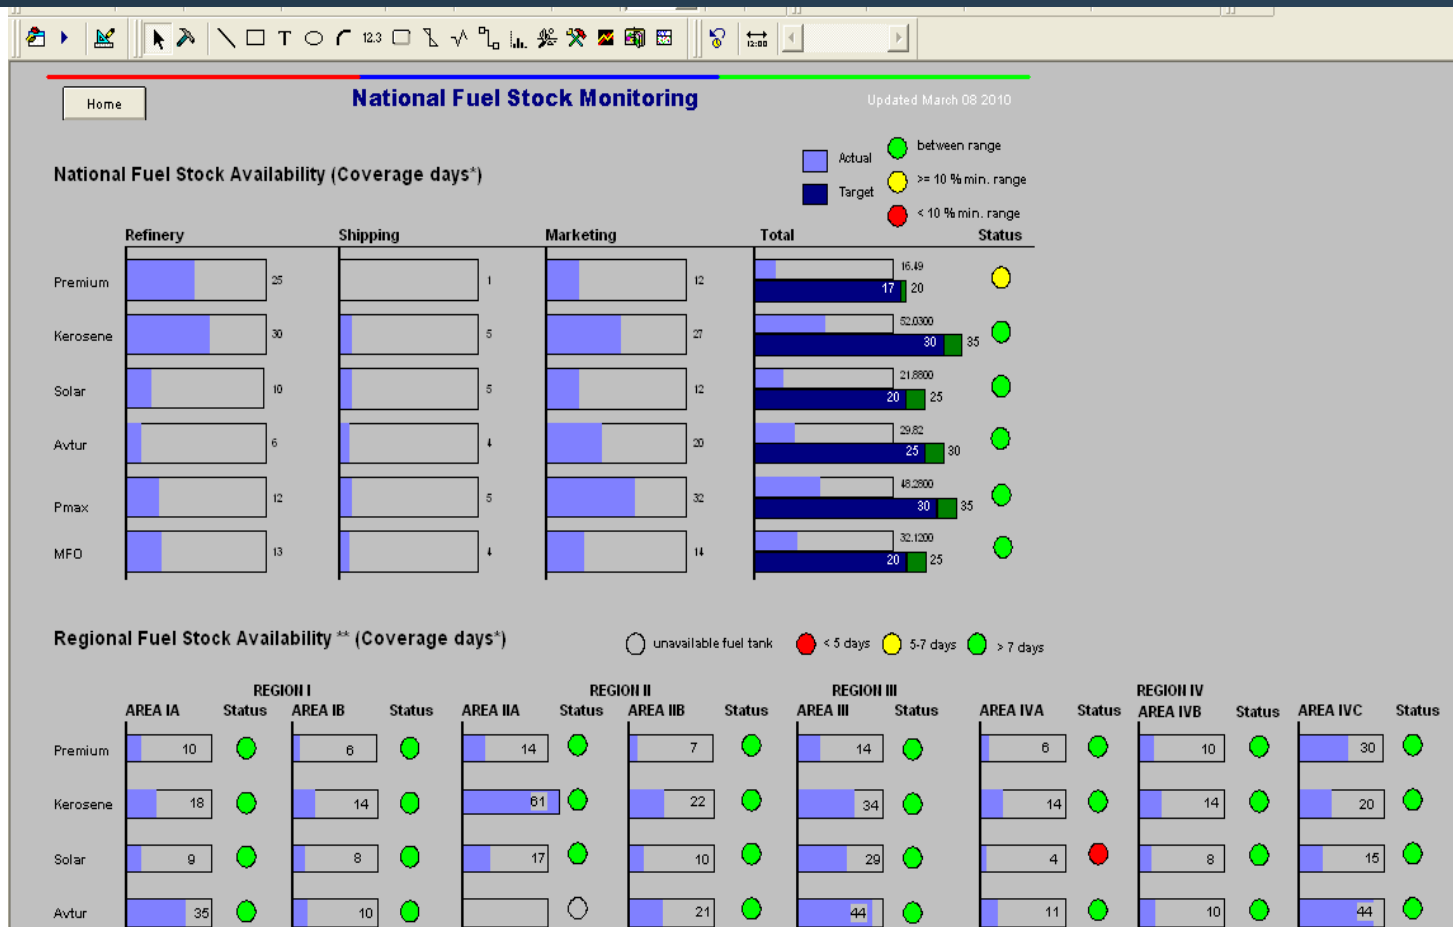 T 12.3 12:00
Home National Fuel Stock Monitoring Updated March 08 2010
National Fuel Stock Availability (Coverage days*)
Actual between range
Target >= 10 % min. range
< 10 % min. range
Refinery Shipping Marketing Total Status
Premium 25 1 12 16.49 17 20
Kerosene 30 5 27 52.0300 30 35
Solar 10 5 12 21.8800 20 25
Avtur 6 4 20 29.82 25 30
Pmax 12 5 32 48.2800 30 35
MFO 13 4 14 32.1200 20 25
Regional Fuel Stock Availability ** (Coverage days*)
unavailable fuel tank < 5 days 5-7 days > 7 days
REGION I REGION II REGION III REGION IV
AREA IA Status AREA IB Status AREA IIA Status AREA IIB Status AREA III Status AREA IVA Status AREA IVB Status AREA IVC Status
Premium 10 6 14 7 14 6 10 30
Kerosene 18 14 61 22 34 14 14 20
Solar 9 8 17 10 29 4 8 15
Avtur 35 10 21 44 11 10 44